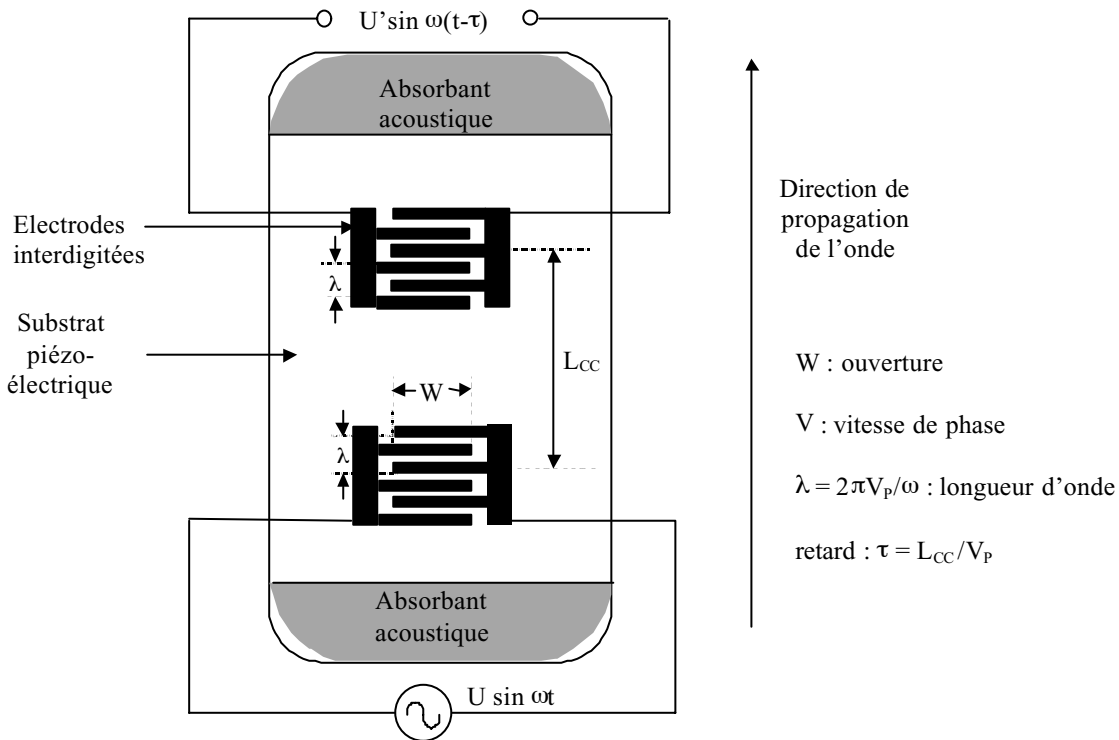 U’sin ω(t-τ)
Absorbant
acoustique
Direction de
propagation
de l’onde
Electrodes
interdigitées
λ
Substrat
piézo-
électrique
L_CC
W
λ
W : ouverture
V : vitesse de phase
λ = 2πV_P/ω : longueur d’onde
retard : τ = L_CC/V_P
Absorbant
acoustique
U sin ωt